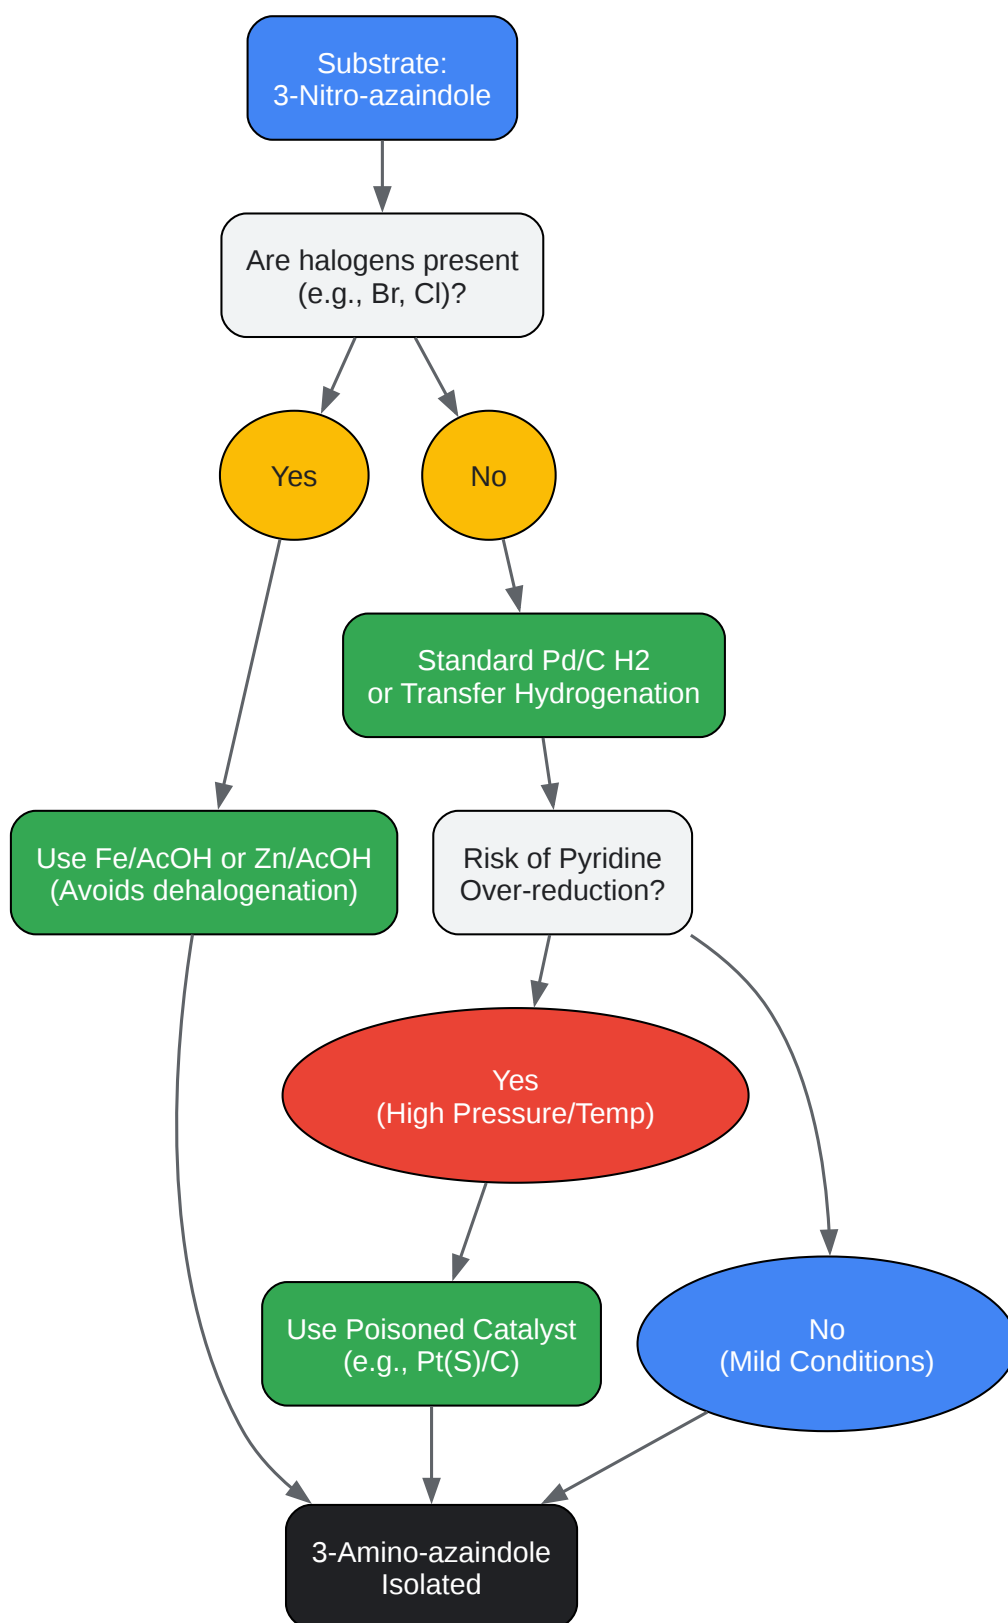 Substrate:
3-Nitro-azaindole
Are halogens present
(e.g., Br, Cl)?
Yes
No
Standard Pd/C H2
or Transfer Hydrogenation
Use Fe/AcOH or Zn/AcOH
(Avoids dehalogenation)
Risk of Pyridine
Over-reduction?
Yes
(High Pressure/Temp)
Use Poisoned Catalyst
(e.g., Pt(S)/C)
No
(Mild Conditions)
3-Amino-azaindole
Isolated